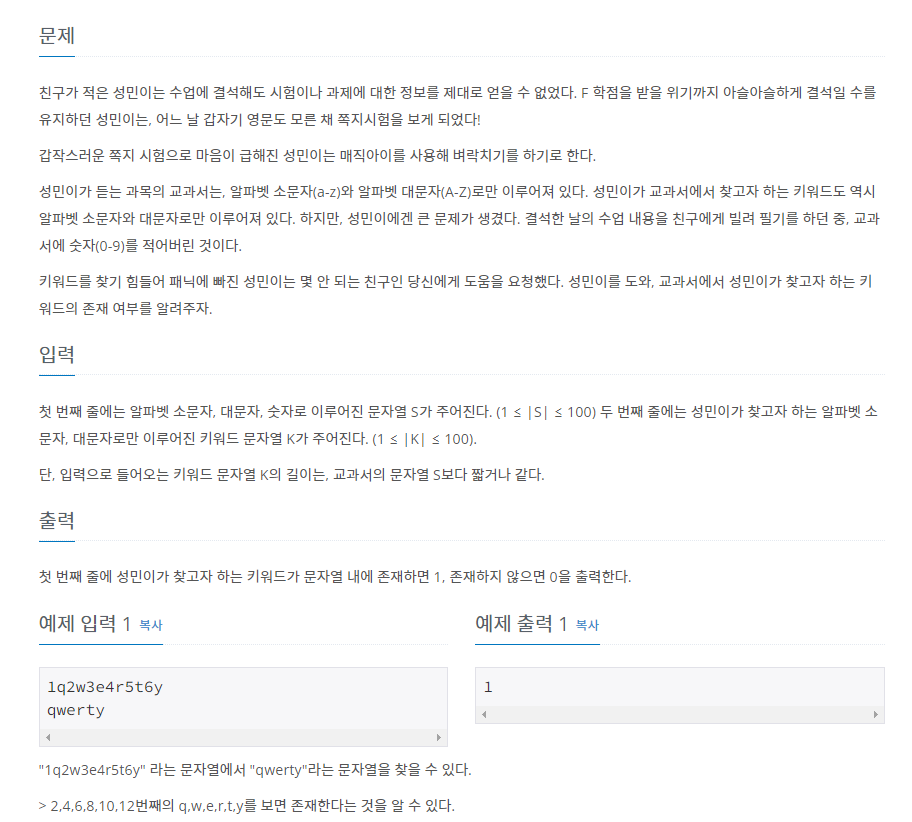 문제
친구가 적은 성민이는 수업에 결석해도 시험이나 과제에 대한 정보를 제대로 얻을 수 없었다. F 학점을 받을 위기까지 아슬아슬하게 결석일 수를
유지하던 성민이는, 어느 날 갑자기 영문도 모른 채 쪽지시험을 보게 되었다!
갑작스러운 쪽지 시험으로 마음이 급해진 성민이는 매직아이를 사용해 벼락치기를 하기로 한다.
성민이가 듣는 과목의 교과서는, 알파벳 소문자(a-z)와 알파벳 대문자(A-Z)로만 이루어져 있다. 성민이가 교과서에서 찾고자 하는 키워드도 역시
알파벳 소문자와 대문자로만 이루어져 있다. 하지만, 성민이에겐 큰 문제가 생겼다. 결석한 날의 수업 내용을 친구에게 빌려 필기를 하던 중, 교과
서에 숫자(0-9)를 적어버린 것이다.
키워드를 찾기 힘들어 패닉에 빠진 성민이는 몇 안 되는 친구인 당신에게 도움을 요청했다. 성민이를 도와, 교과서에서 성민이가 찾고자 하는 키
워드의 존재 여부를 알려주자.
입력
첫 번째 줄에는 알파벳 소문자, 대문자, 숫자로 이루어진 문자열 S가 주어진다. (1 ≤ |S| ≤ 100) 두 번째 줄에는 성민이가 찾고자 하는 알파벳 소
문자, 대문자로만 이루어진 키워드 문자열 K가 주어진다. (1 ≤ |K| ≤ 100).
단, 입력으로 들어오는 키워드 문자열 K의 길이는, 교과서의 문자열 S보다 짧거나 같다.
출력
첫 번째 줄에 성민이가 찾고자 하는 키워드가 문자열 내에 존재하면 1, 존재하지 않으면 0을 출력한다.
예제 입력 1 복사
1q2w3e4r5t6y
qwerty
예제 출력 1 복사
1
"1q2w3e4r5t6y" 라는 문자열에서 "qwerty"라는 문자열을 찾을 수 있다.
> 2,4,6,8,10,12번째의 q,w,e,r,t,y를 보면 존재한다는 것을 알 수 있다.